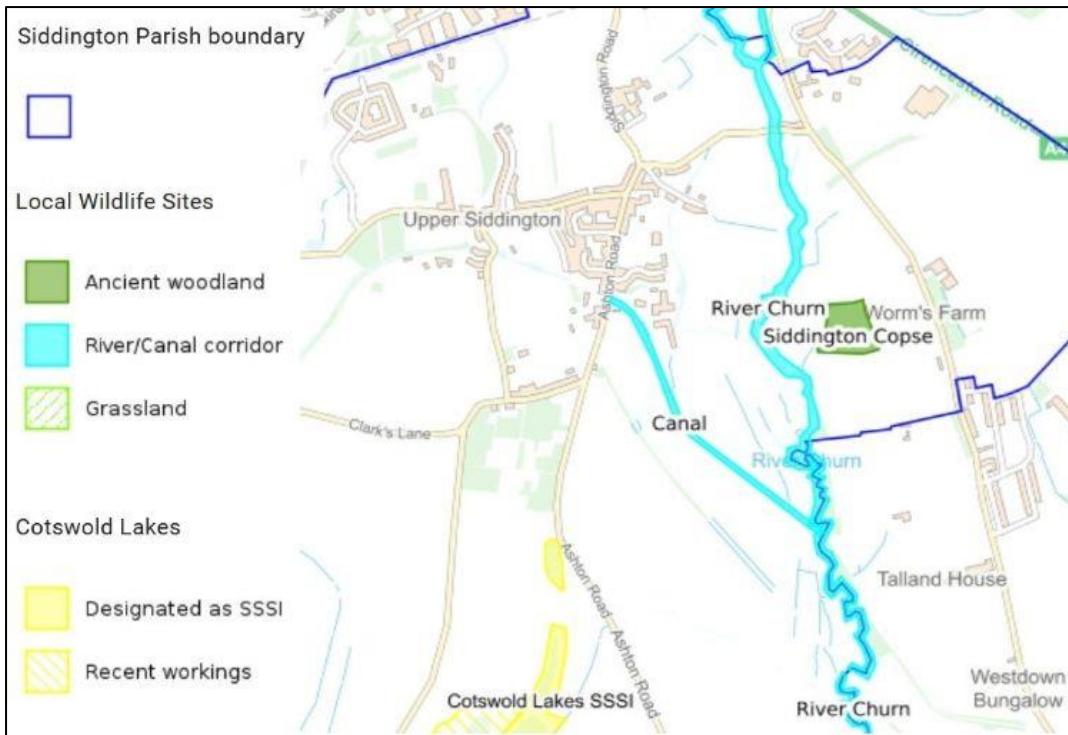 Siddington Parish boundary
Local Wildlife Sites
Ancient woodland
River/Canal corridor
Grassland
Cotswold Lakes
Designated as SSSI
Recent workings
Siddington Road
Cirencester Road
A4
Upper Siddington
Ashton Road
River Churn
Worm's Farm
Siddington Copse
Clark's Lane
Canal
River Churn
Ashton Road
Ashton Road
Talland House
Westdown
Bungalow
Cotswold Lakes SSSI
River Churn